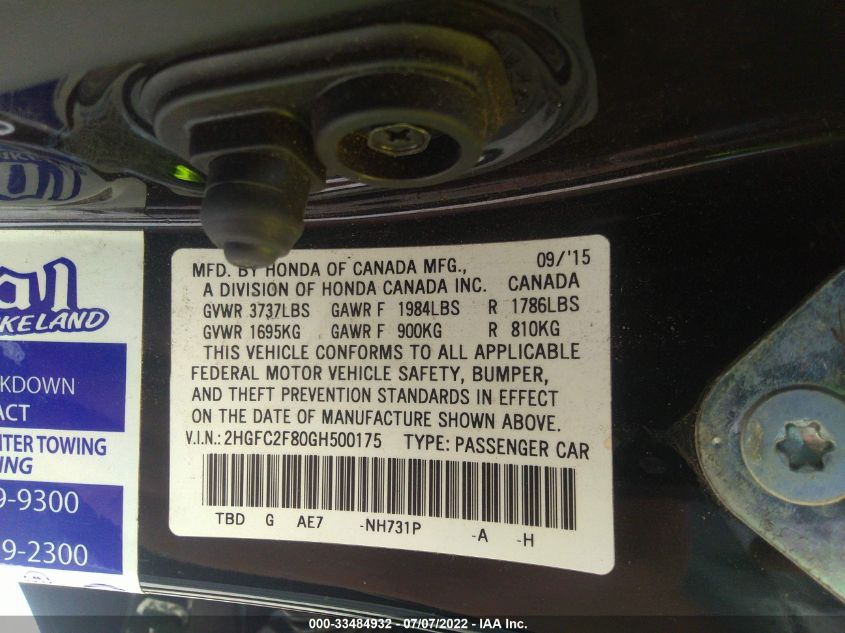 MFD. BY HONDA OF CANADA MFG., 09/'15
A DIVISION OF HONDA CANADA INC. CANADA
GVWR 3737LBS GAWR F 1984LBS R 1786LBS
GVWR 1695KG GAWR F 900KG R 810KG
THIS VEHICLE CONFORMS TO ALL APPLICABLE
FEDERAL MOTOR VEHICLE SAFETY, BUMPER,
AND THEFT PREVENTION STANDARDS IN EFFECT
ON THE DATE OF MANUFACTURE SHOWN ABOVE.
V.I.N.: 2HGFC2F80GH500175 TYPE: PASSENGER CAR
TBD G AE7 -NH731P -A -H
al
KELAND
KDOWN
ACT
NTER TOWING
ING
9-9300
9-2300
000-33484932 - 07/07/2022 - IAA Inc.